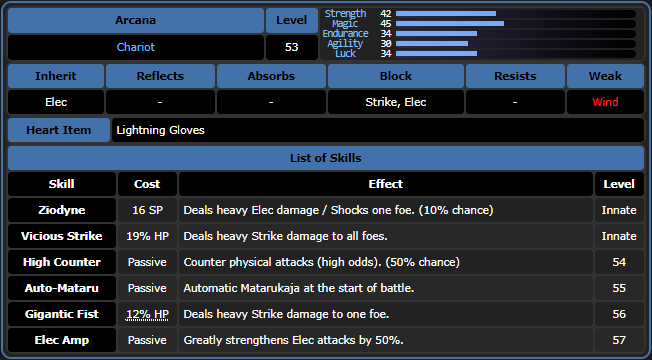 Arcana Level
Chariot 53
Strength 42
Magic 45
Endurance 34
Agility 30
Luck 34
Inherit Reflects Absorbs Block Resists Weak
Elec - - Strike, Elec - Wind
Heart Item Lightning Gloves
List of Skills
Skill Cost Effect Level
Ziodyne 16 SP Deals heavy Elec damage / Shocks one foe. (10% chance) Innate
Vicious Strike 19% HP Deals heavy Strike damage to all foes. Innate
High Counter Passive Counter physical attacks (high odds). (50% chance) 54
Auto-Mataru Passive Automatic Matarukaja at the start of battle. 55
Gigantic Fist 12% HP Deals heavy Strike damage to one foe. 56
Elec Amp Passive Greatly strengthens Elec attacks by 50%. 57